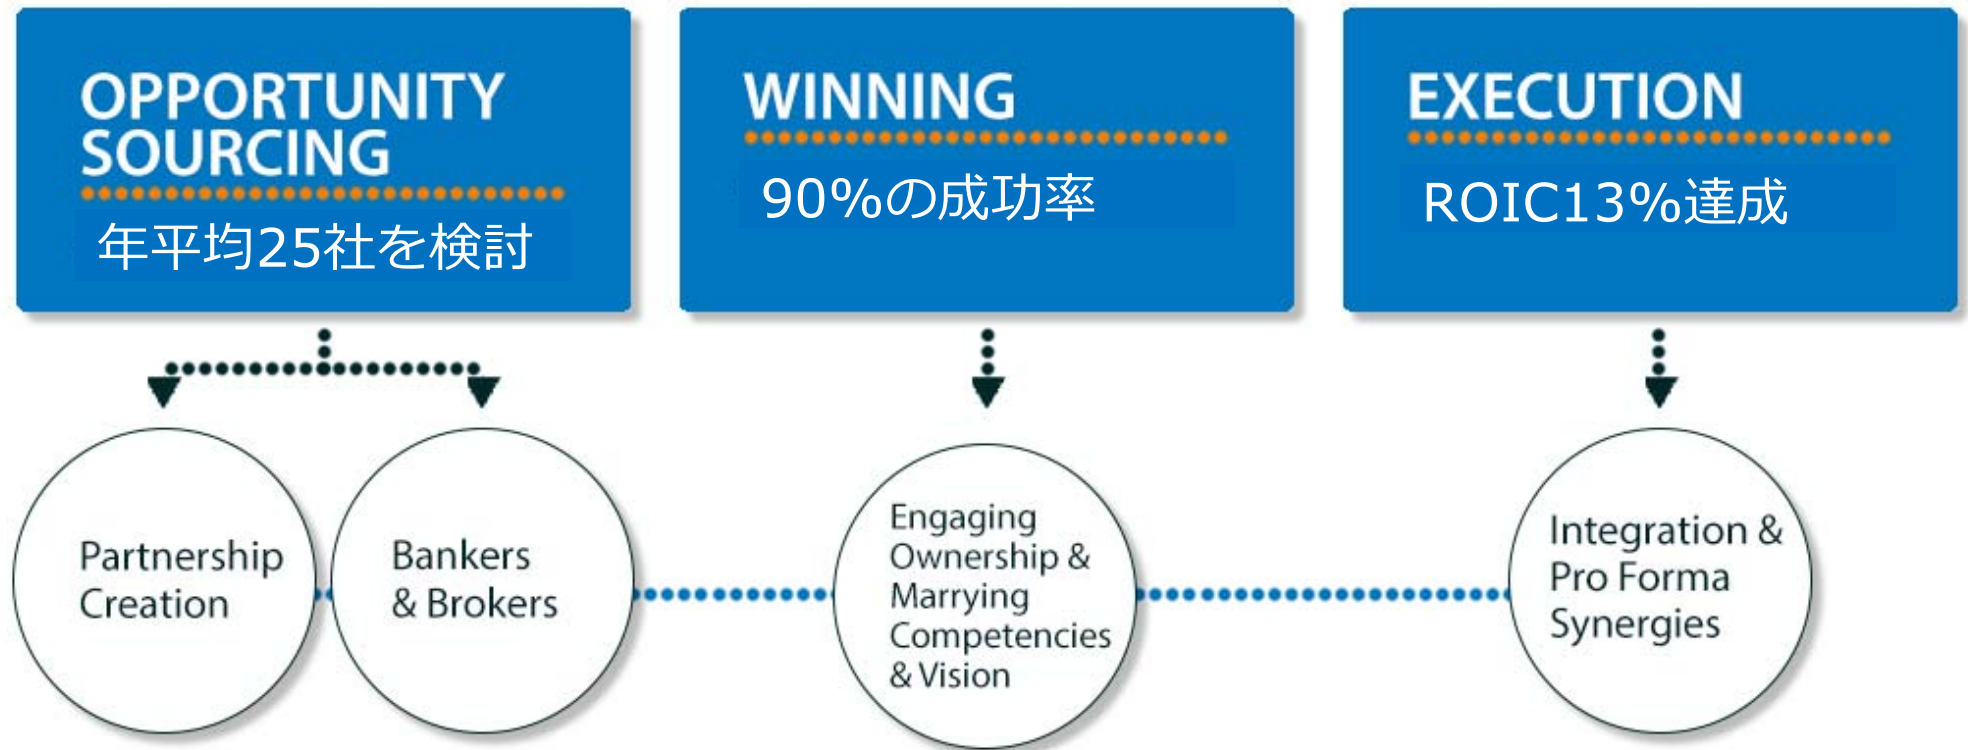 OPPORTUNITY
SOURCING
年平均25社を検討
WINNING
90%の成功率
EXECUTION
ROIC13%達成
Partnership
Creation
Bankers
& Brokers
Engaging
Ownership &
Marrying
Competencies
& Vision
Integration &
Pro Forma
Synergies